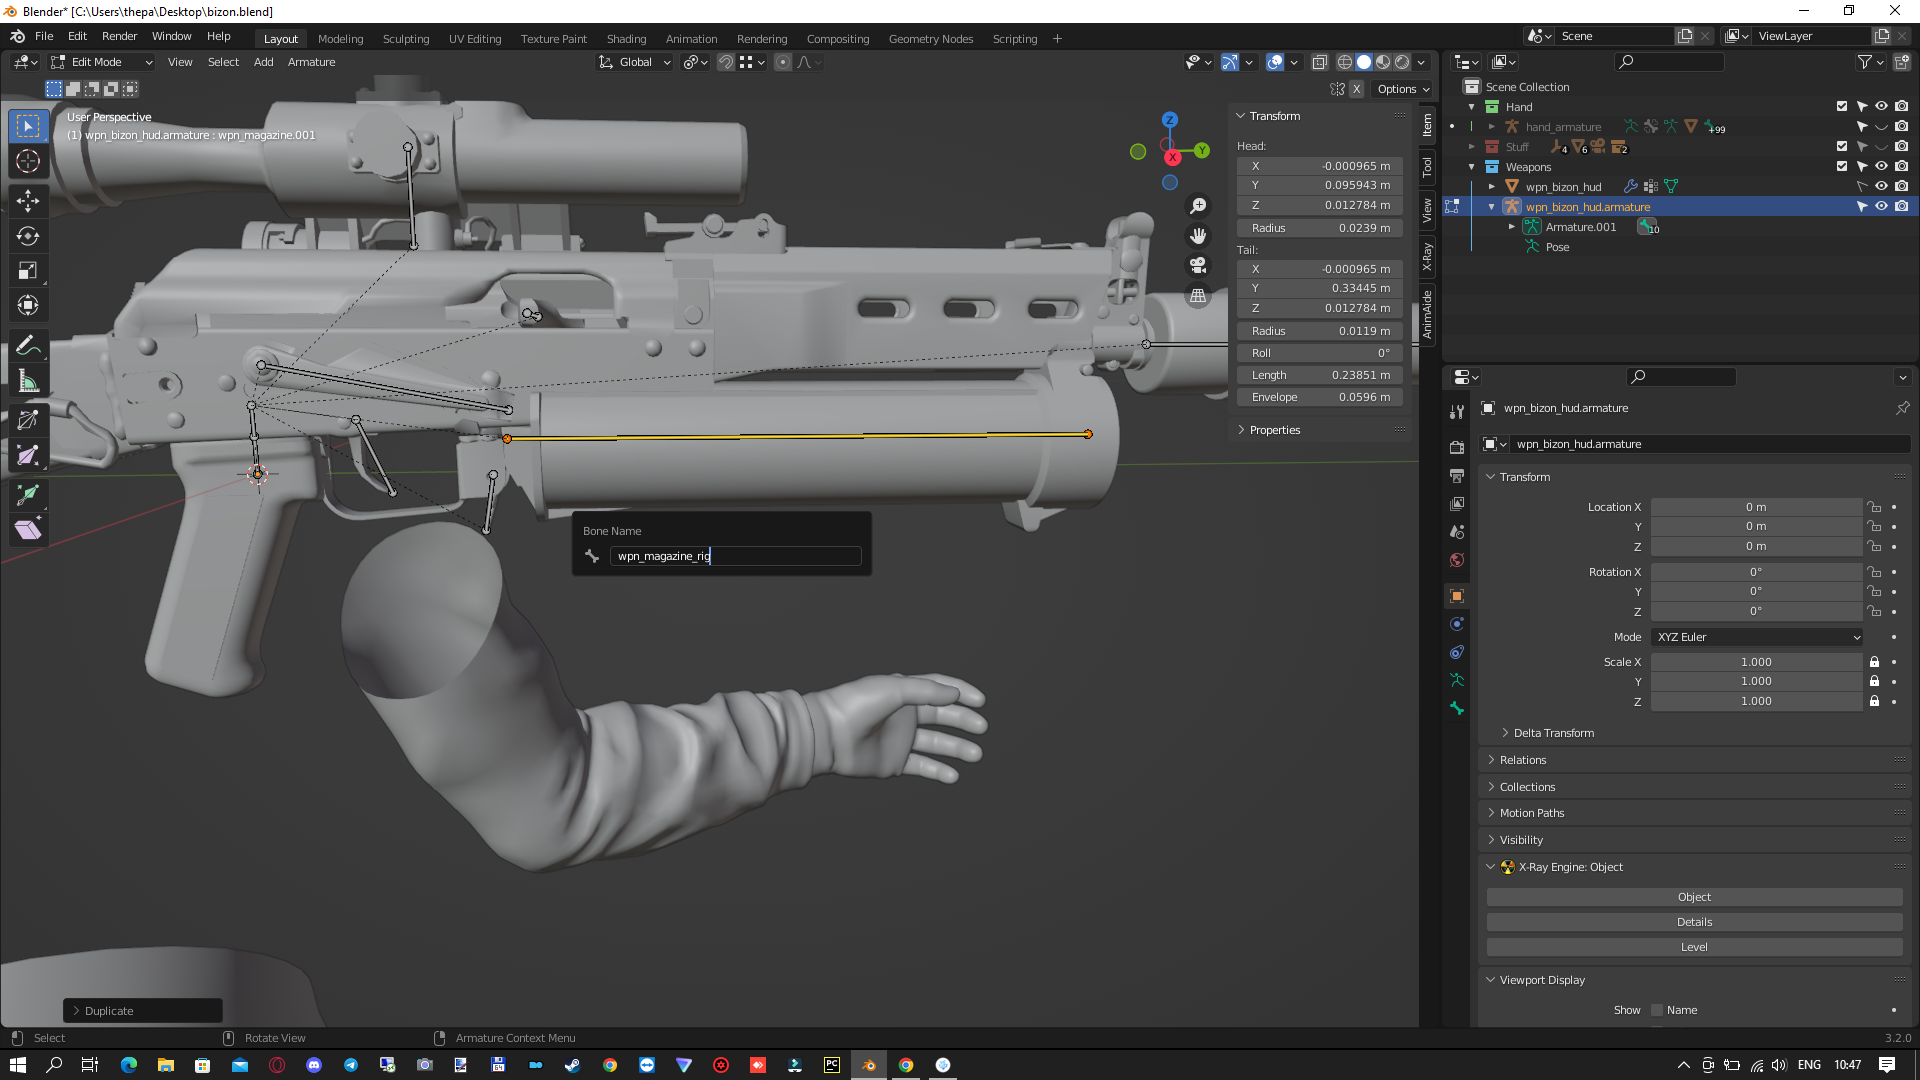 Blender* [C:\Users\thepa\Desktop\bizon.blend]
File Edit Render Window Help Layout Modeling Sculpting UV Editing Texture Paint Shading Animation Rendering Compositing Geometry Nodes Scripting Scene ViewLayer
Edit Mode View Select Add Armature Global
X Options
User Perspective
(1) wpn_bizon_hud.armature : wpn_magazine.001
Z
Y
X
Transform
Head:
X -0.000965 m
Y 0.095943 m
Z 0.012784 m
Radius 0.0239 m
Tail:
X -0.000965 m
Y 0.33445 m
Z 0.012784 m
Radius 0.0119 m
Roll 0°
Length 0.23851 m
Envelope 0.0596 m
Properties
Item
Tool
View
X-Ray
AnimAide
Bone Name
wpn_magazine_rig
Duplicate
Scene Collection
Hand
hand_armature +99
Stuff 4 6 2
Weapons
wpn_bizon_hud
wpn_bizon_hud.armature
Armature.001 10
Pose
wpn_bizon_hud.armature
wpn_bizon_hud.armature
Transform
Location X 0 m
Y 0 m
Z 0 m
Rotation X 0°
Y 0°
Z 0°
Mode XYZ Euler
Scale X 1.000
Y 1.000
Z 1.000
Delta Transform
Relations
Collections
Motion Paths
Visibility
X-Ray Engine: Object
Object
Details
Level
Viewport Display
Show Name
Select Rotate View Armature Context Menu 3.2.0
64 PC ENG 10:47